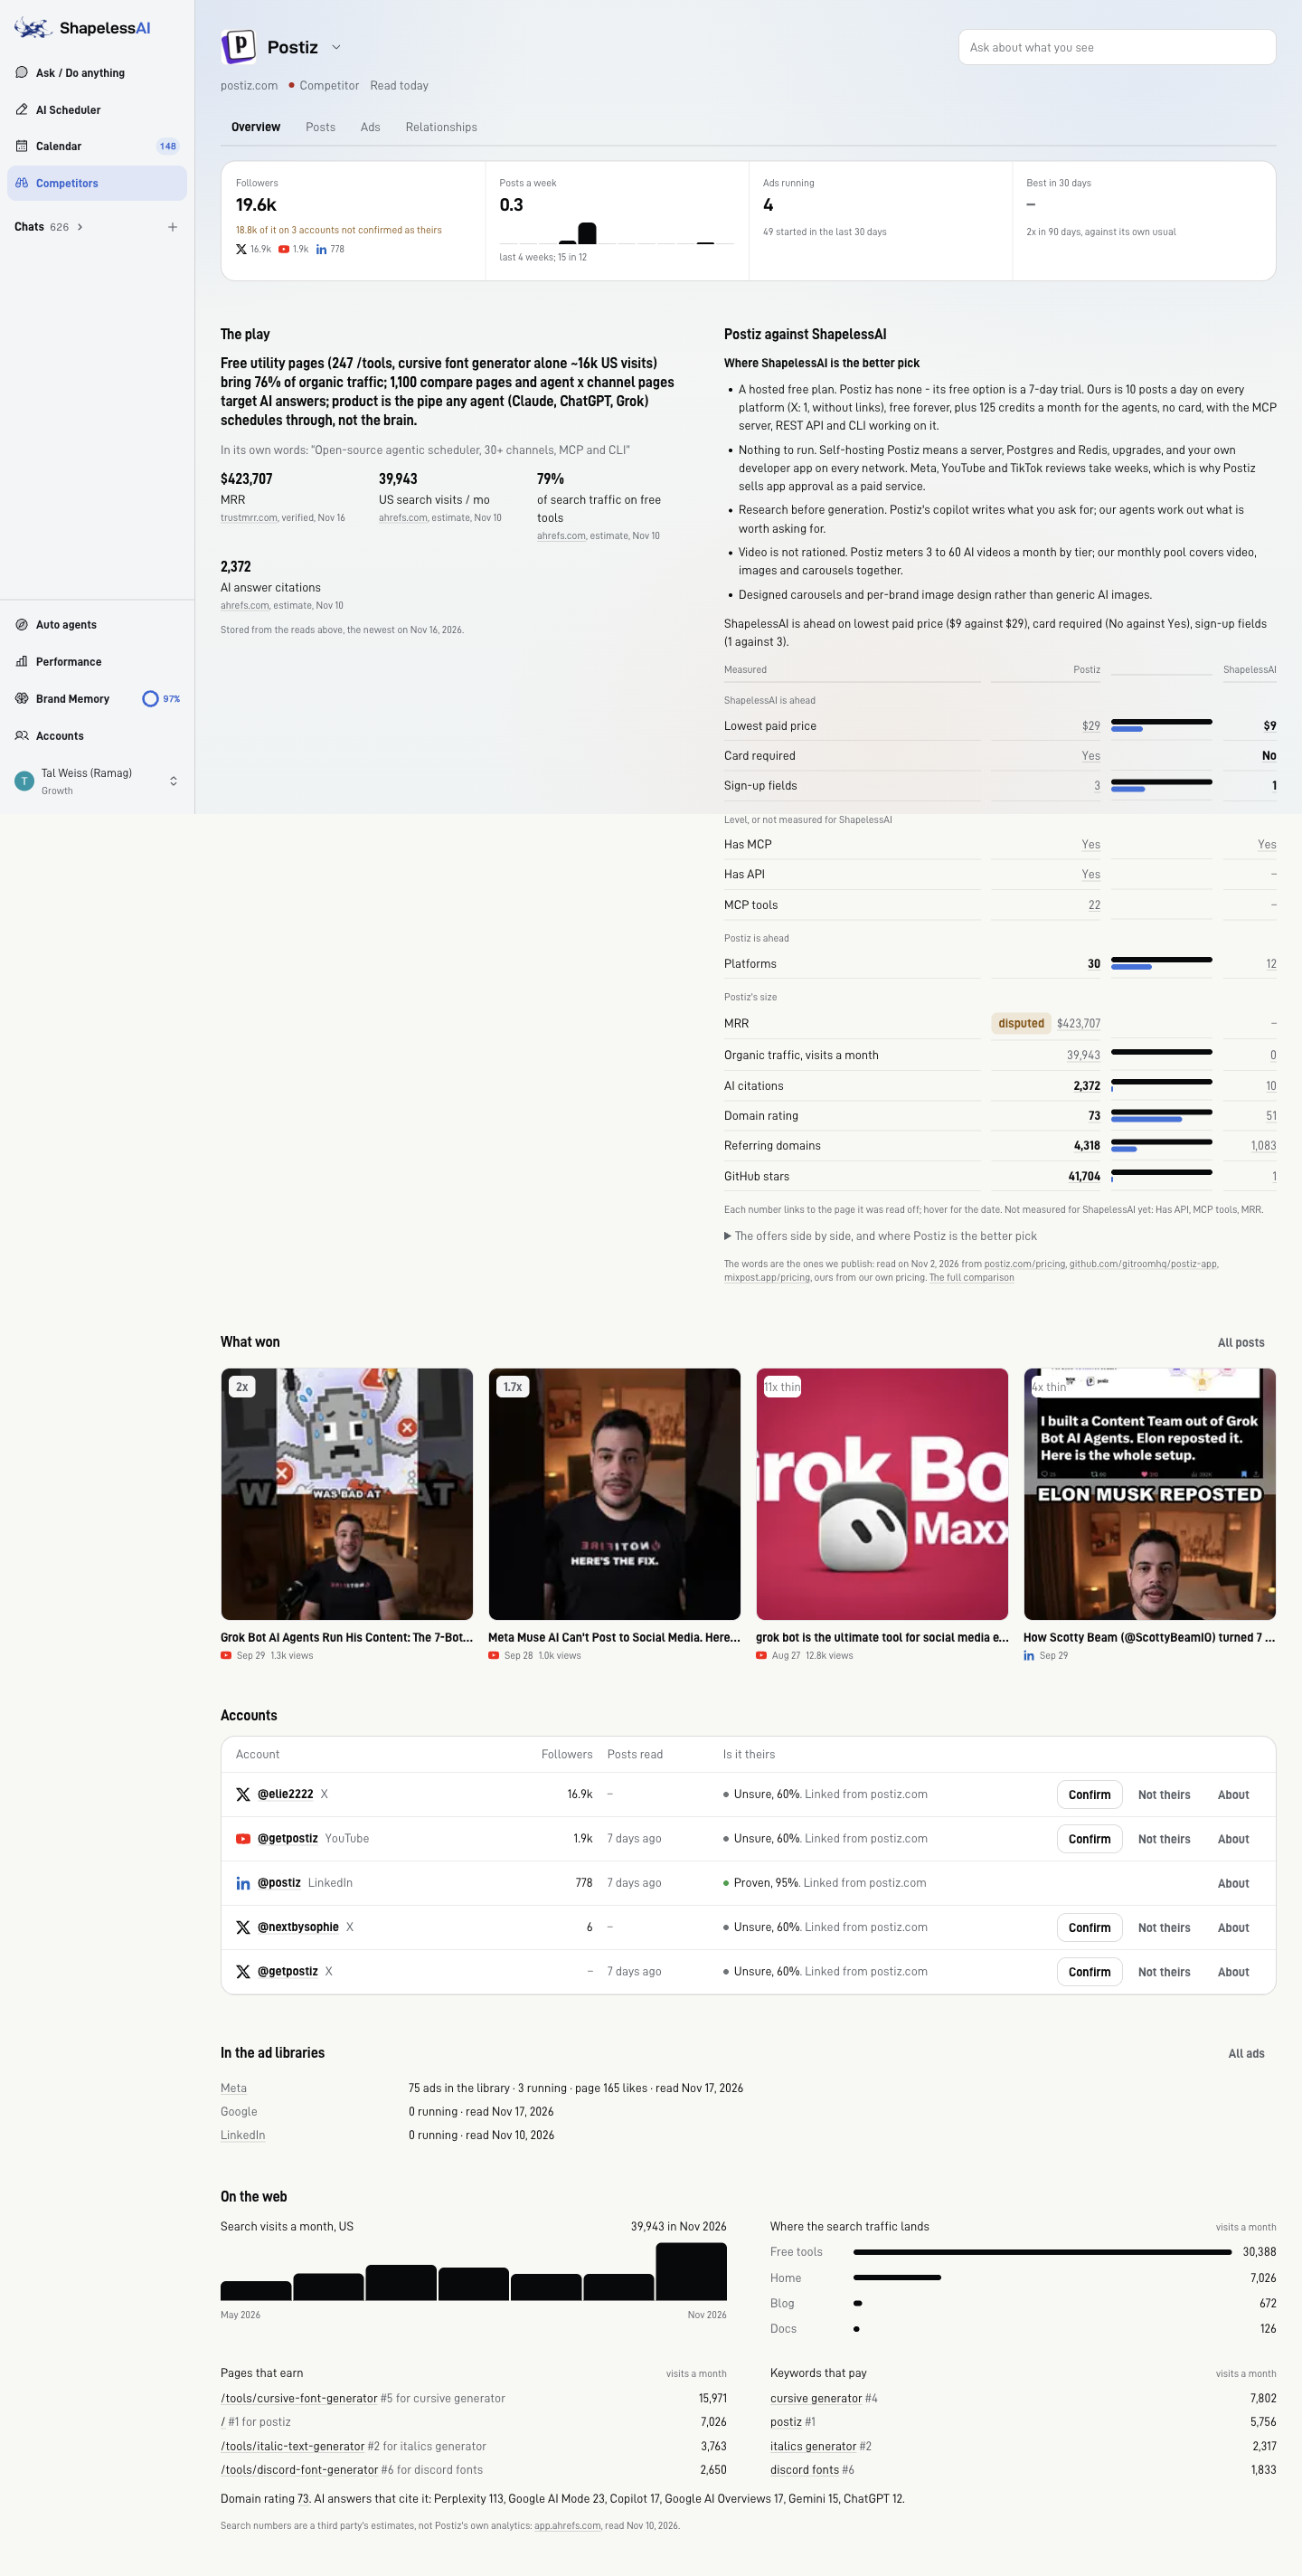 ShapelessAI
Ask / Do anything
AI Scheduler
Calendar 148
Competitors
Chats 626
Auto agents
Performance
Brand Memory 97%
Accounts
T
Tal Weiss (Ramag)
Growth
P
Postiz
Ask about what you see
postiz.com Competitor Read today
Overview Posts Ads Relationships
Followers
19.6k
18.8k of it on 3 accounts not confirmed as theirs
16.9k 1.9k 778
Posts a week
0.3
last 4 weeks; 15 in 12
Ads running
4
49 started in the last 30 days
Best in 30 days
–
2x in 90 days, against its own usual
The play
Free utility pages (247 /tools, cursive font generator alone ~16k US visits)
bring 76% of organic traffic; 1,100 compare pages and agent x channel pages
target AI answers; product is the pipe any agent (Claude, ChatGPT, Grok)
schedules through, not the brain.
In its own words: "Open-source agentic scheduler, 30+ channels, MCP and CLI"
$423,707
MRR
trustmrr.com, verified, Nov 16
39,943
US search visits / mo
ahrefs.com, estimate, Nov 10
79%
of search traffic on free
tools
ahrefs.com, estimate, Nov 10
2,372
AI answer citations
ahrefs.com, estimate, Nov 10
Stored from the reads above, the newest on Nov 16, 2026.
Postiz against ShapelessAI
Where ShapelessAI is the better pick
• A hosted free plan. Postiz has none - its free option is a 7-day trial. Ours is 10 posts a day on every
platform (X: 1, without links), free forever, plus 125 credits a month for the agents, no card, with the MCP
server, REST API and CLI working on it.
• Nothing to run. Self-hosting Postiz means a server, Postgres and Redis, upgrades, and your own
developer app on every network. Meta, YouTube and TikTok reviews take weeks, which is why Postiz
sells app approval as a paid service.
• Research before generation. Postiz's copilot writes what you ask for; our agents work out what is
worth asking for.
• Video is not rationed. Postiz meters 3 to 60 AI videos a month by tier; our monthly pool covers video,
images and carousels together.
• Designed carousels and per-brand image design rather than generic AI images.
ShapelessAI is ahead on lowest paid price ($9 against $29), card required (No against Yes), sign-up fields
(1 against 3).
Measured Postiz ShapelessAI
ShapelessAI is ahead
Lowest paid price $29 $9
Card required Yes No
Sign-up fields 3 1
Level, or not measured for ShapelessAI
Has MCP Yes Yes
Has API Yes –
MCP tools 22 –
Postiz is ahead
Platforms 30 12
Postiz's size
MRR disputed $423,707 –
Organic traffic, visits a month 39,943 0
AI citations 2,372 10
Domain rating 73 51
Referring domains 4,318 1,083
GitHub stars 41,704 1
Each number links to the page it was read off; hover for the date. Not measured for ShapelessAI yet: Has API, MCP tools, MRR.
The offers side by side, and where Postiz is the better pick
The words are the ones we publish: read on Nov 2, 2026 from postiz.com/pricing, github.com/gitroomhq/postiz-app,
mixpost.app/pricing, ours from our own pricing. The full comparison
What won All posts
2x
WAS BAD AT
1.7x
HERE'S THE FIX.
11x thin
Grok Bo
Maxx
4x thin
I built a Content Team out of Grok
Bot AI Agents. Elon reposted it.
Here is the whole setup.
ELON MUSK REPOSTED
Grok Bot AI Agents Run His Content: The 7-Bot...
Sep 29 1.3k views
Meta Muse AI Can't Post to Social Media. Here...
Sep 28 1.0k views
grok bot is the ultimate tool for social media e...
Aug 27 12.8k views
How Scotty Beam (@ScottyBeamIO) turned 7 ...
Sep 29
Accounts
Account Followers Posts read Is it theirs
@elie2222 X 16.9k – Unsure, 60%. Linked from postiz.com Confirm Not theirs About
@getpostiz YouTube 1.9k 7 days ago Unsure, 60%. Linked from postiz.com Confirm Not theirs About
@postiz LinkedIn 778 7 days ago Proven, 95%. Linked from postiz.com About
@nextbysophie X 6 – Unsure, 60%. Linked from postiz.com Confirm Not theirs About
@getpostiz X – 7 days ago Unsure, 60%. Linked from postiz.com Confirm Not theirs About
In the ad libraries All ads
Meta 75 ads in the library · 3 running · page 165 likes · read Nov 17, 2026
Google 0 running · read Nov 17, 2026
LinkedIn 0 running · read Nov 10, 2026
On the web
Search visits a month, US 39,943 in Nov 2026
May 2026 Nov 2026
Where the search traffic lands visits a month
Free tools 30,388
Home 7,026
Blog 672
Docs 126
Pages that earn visits a month
/tools/cursive-font-generator #5 for cursive generator 15,971
/ #1 for postiz 7,026
/tools/italic-text-generator #2 for italics generator 3,763
/tools/discord-font-generator #6 for discord fonts 2,650
Keywords that pay visits a month
cursive generator #4 7,802
postiz #1 5,756
italics generator #2 2,317
discord fonts #6 1,833
Domain rating 73. AI answers that cite it: Perplexity 113, Google AI Mode 23, Copilot 17, Google AI Overviews 17, Gemini 15, ChatGPT 12.
Search numbers are a third party's estimates, not Postiz's own analytics: app.ahrefs.com, read Nov 10, 2026.